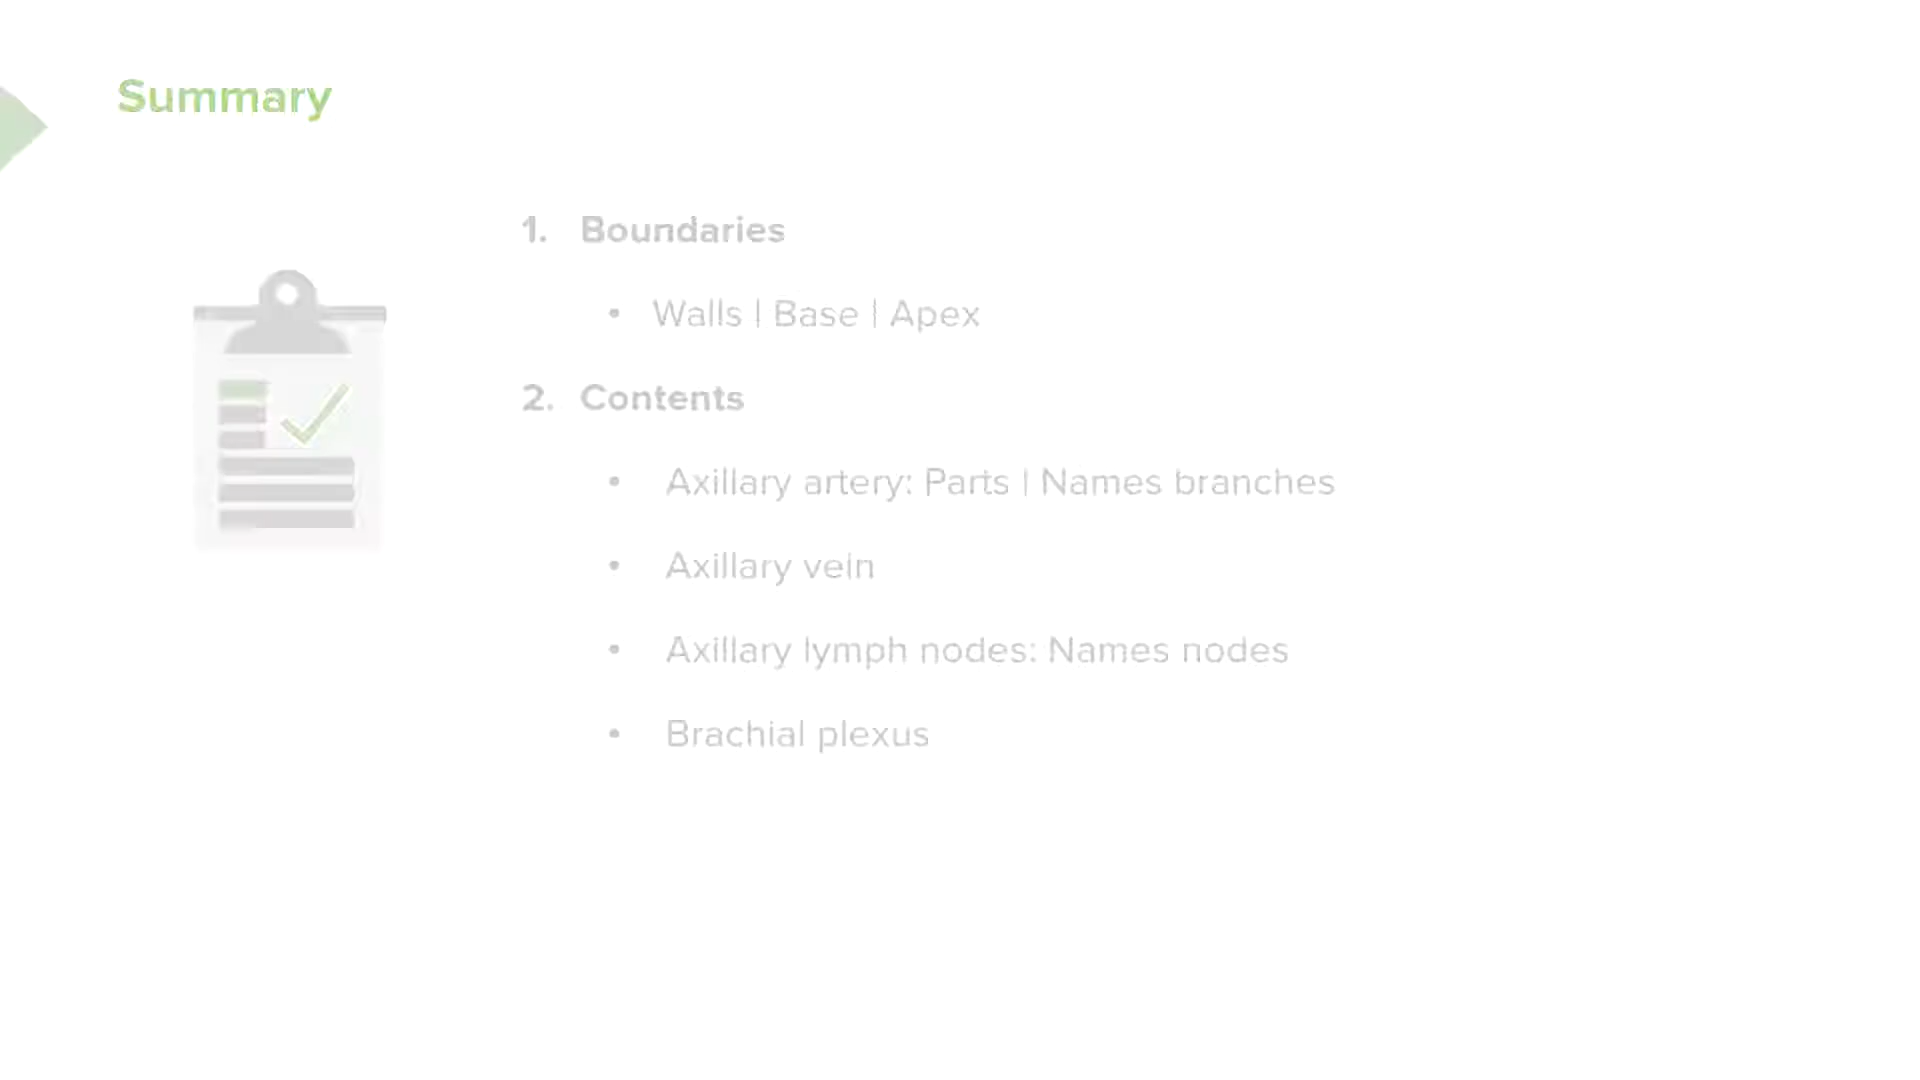 Summary
1. Boundaries
• Walls | Base | Apex
2. Contents
• Axillary artery: Parts | Names branches
• Axillary vein
• Axillary lymph nodes: Names nodes
• Brachial plexus